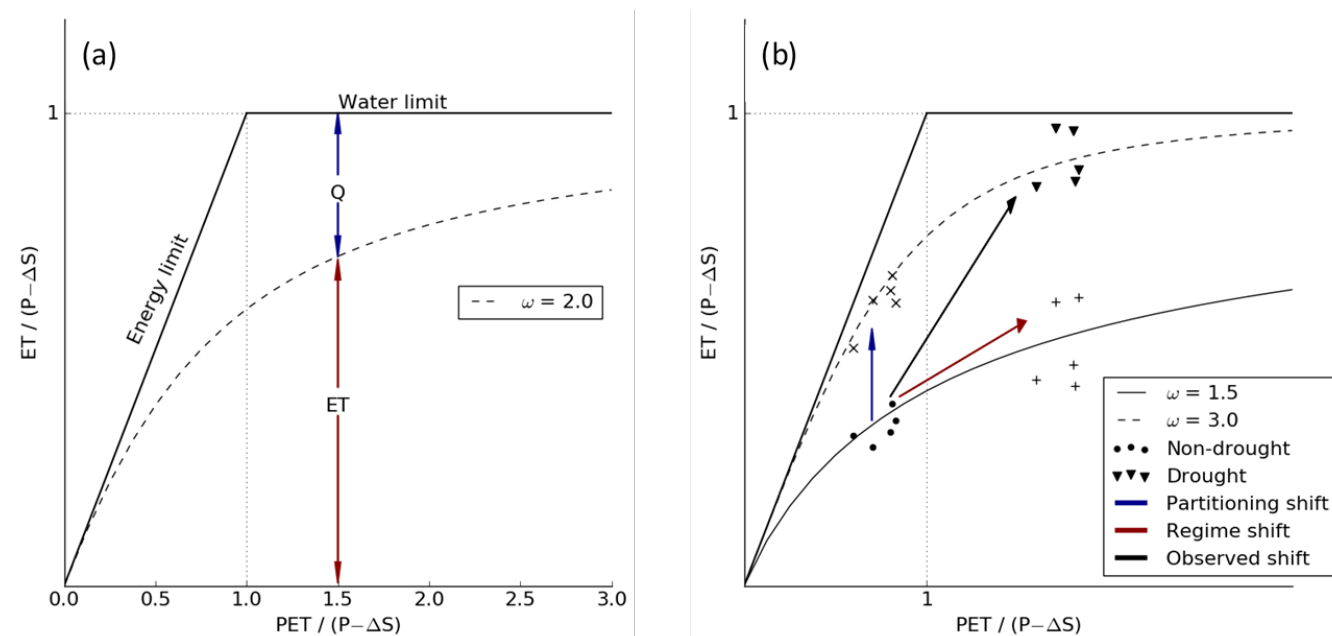 (a)
Water limit
1
Q
Energy limit
ET / (P−ΔS)
ω = 2.0
ET
0.0 0.5 1.0 1.5 2.0 2.5 3.0
PET / (P−ΔS)
(b)
1
ET / (P−ΔS)
ω = 1.5
ω = 3.0
Non-drought
Drought
Partitioning shift
Regime shift
Observed shift
1
PET / (P−ΔS)